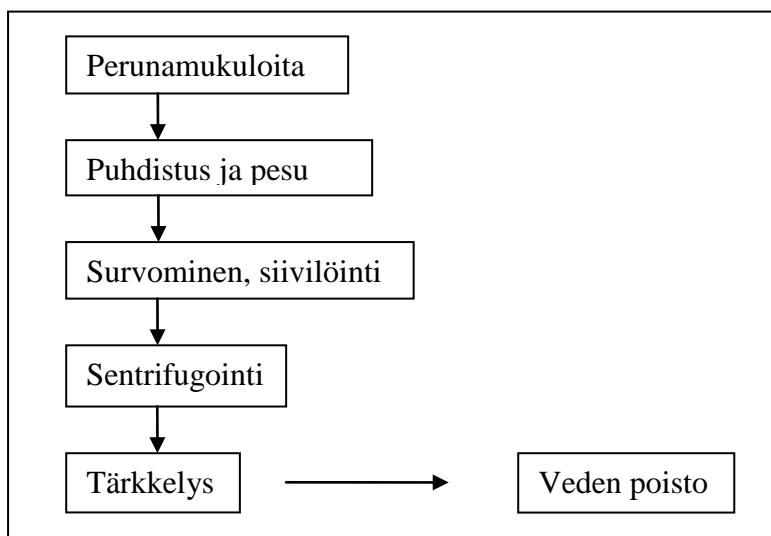 Perunamukuloita
Puhdistus ja pesu
Survominen, siivilöinti
Sentrifugointi
Tärkkelys
Veden poisto